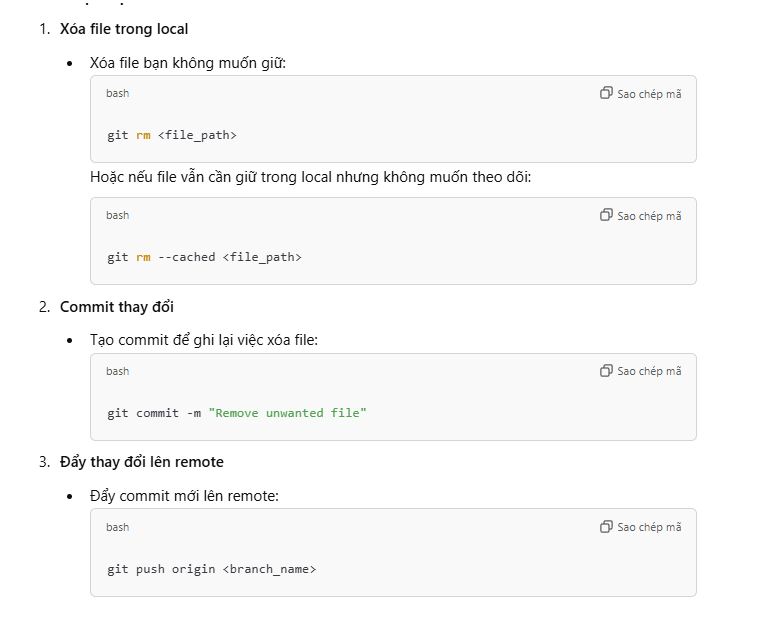 1. Xóa file trong local
• Xóa file bạn không muốn giữ:
bash Sao chép mã
git rm <file_path>
Hoặc nếu file vẫn cần giữ trong local nhưng không muốn theo dõi:
bash Sao chép mã
git rm --cached <file_path>
2. Commit thay đổi
• Tạo commit để ghi lại việc xóa file:
bash Sao chép mã
git commit -m "Remove unwanted file"
3. Đẩy thay đổi lên remote
• Đẩy commit mới lên remote:
bash Sao chép mã
git push origin <branch_name>